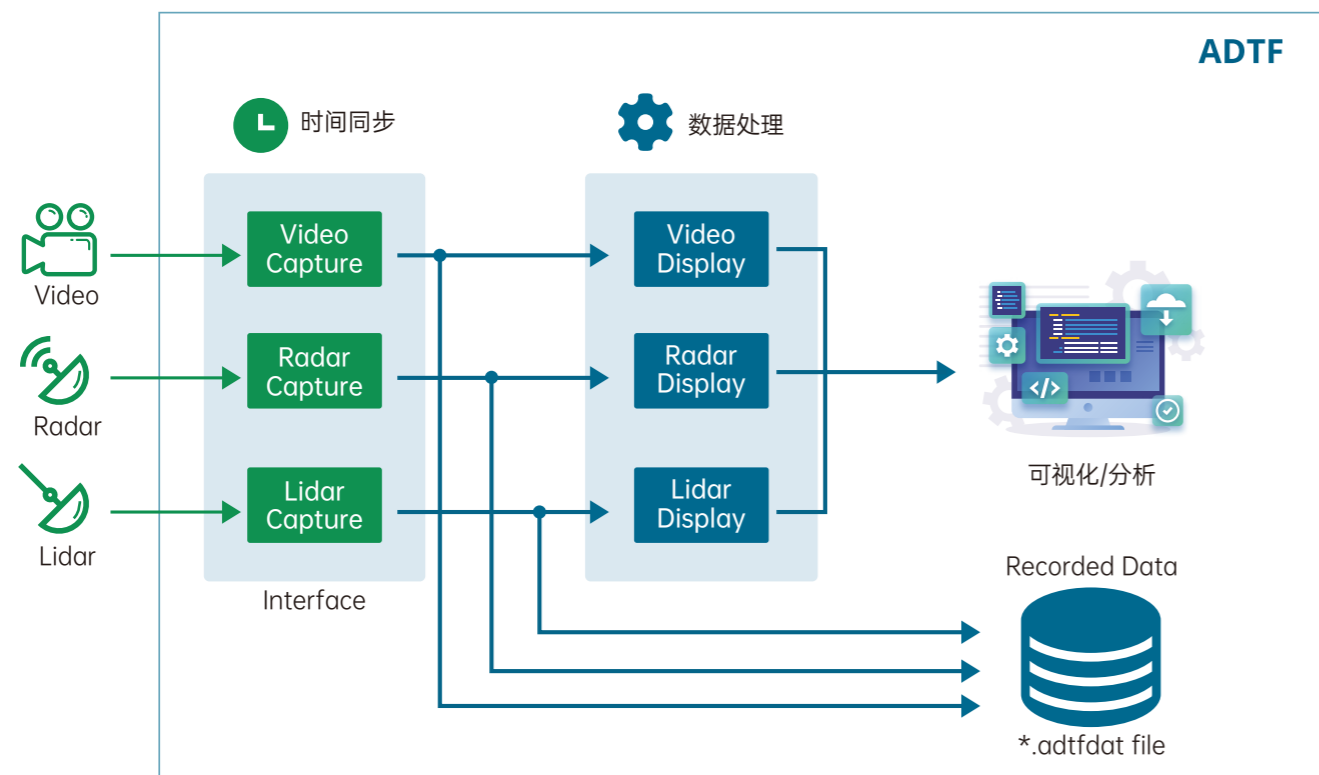 ADTF
时间同步
数据处理
Video
Radar
Lidar
Video
Capture
Radar
Capture
Lidar
Capture
Interface
Video
Display
Radar
Display
Lidar
Display
</>
可视化/分析
Recorded Data
*.adtfdat file